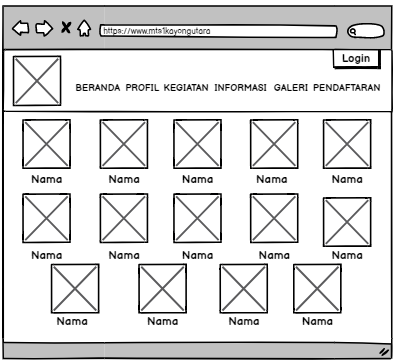 https://www.mts1kayongutara
Login
BERANDA PROFIL KEGIATAN INFORMASI GALERI PENDAFTARAN
Nama Nama Nama Nama Nama
Nama Nama Nama Nama Nama
Nama Nama Nama Nama